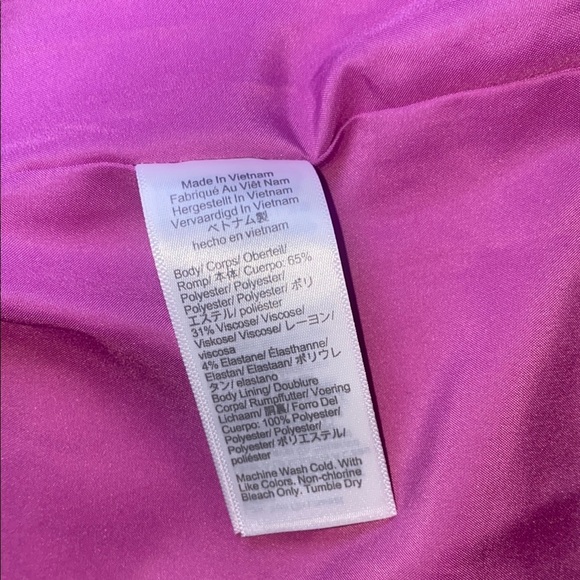 Made In Vietnam
Fabriqué Au Viêt Nam
Hergestellt In Vietnam
Vervaardigd In Vietnam
ベトナム製
hecho en vietnam
Body/ Corps/ Oberteil/
Romp/ 本体/ Cuerpo: 65%
Polyester/ Polyester/
Polyester/ Polyester/ ポリ
エステル/ poliéster
31% Viscose/ Viscose/
Viskose/ Viscose/ レーヨン/
viscosa
4% Elastane/ Élasthanne/
Elastan/ Elastaan/ ポリウレ
タン/ elastano
Body Lining/ Doublure
Corps/ Rumpffutter/ Voering
Lichaam/ 胴裏/ Forro Del
Cuerpo: 100% Polyester/
Polyester/ Polyester/
Polyester/ ポリエステル/
poliéster
Machine Wash Cold. With
Like Colors. Non-chlorine
Bleach Only. Tumble Dry